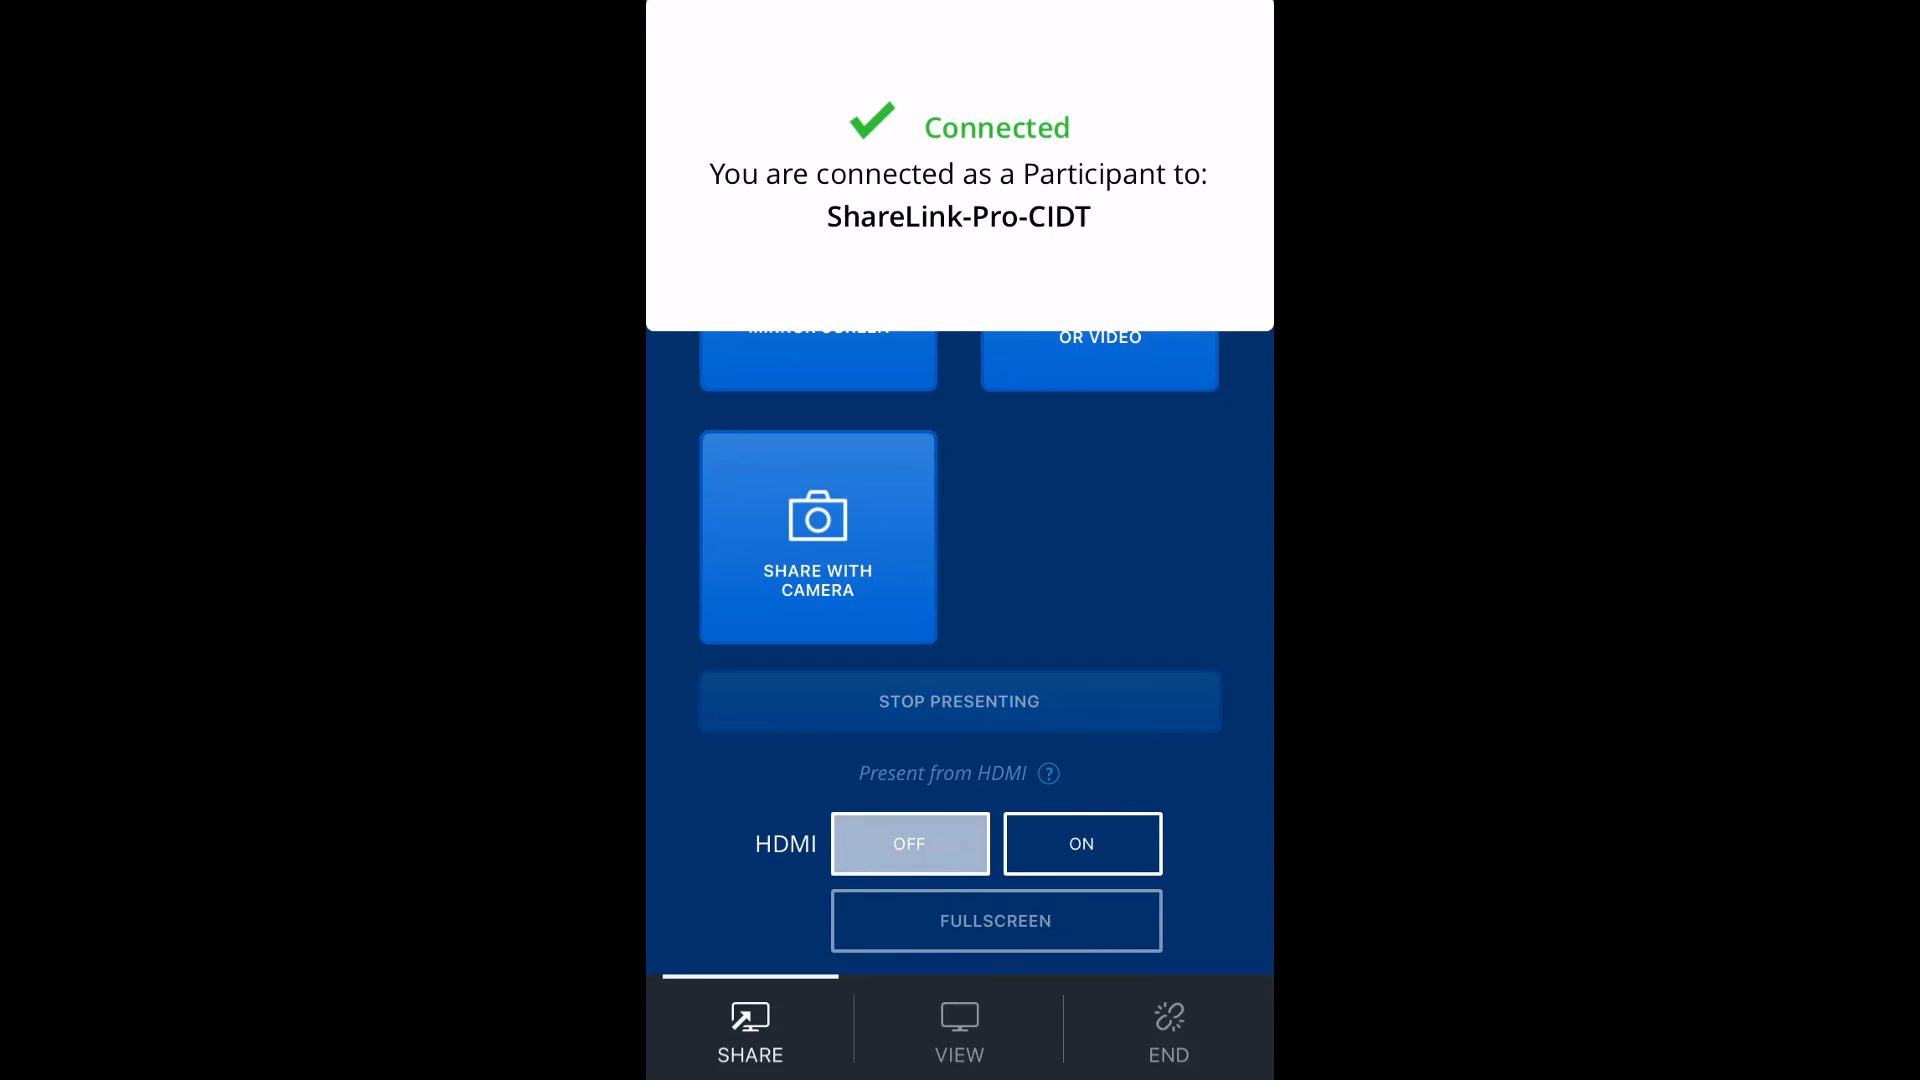 Connected
You are connected as a Participant to:
ShareLink-Pro-CIDT
MIRROR SCREEN
OR VIDEO
SHARE WITH
CAMERA
STOP PRESENTING
Present from HDMI ?
HDMI OFF ON
FULLSCREEN
SHARE VIEW END